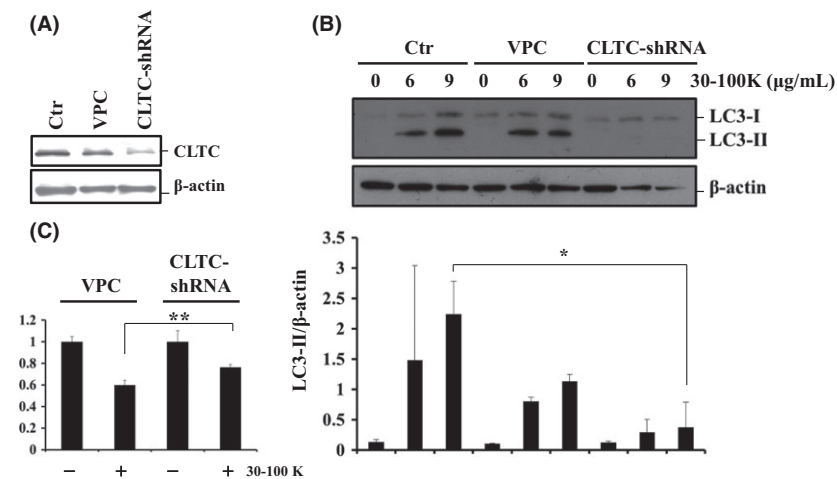 (A)
Ctr
VPC
CLTC-shRNA
CLTC
β-actin
(B)
Ctr VPC CLTC-shRNA
0 6 9 0 6 9 0 6 9 30-100K (μg/mL)
LC3-I
LC3-II
β-actin
(C)
VPC
CLTC-
shRNA
**
1.2
1
0.8
0.6
0.4
0.2
0
− + − + 30-100 K
LC3-II/β-actin
3.5
3
2.5
2
1.5
1
0.5
0
*